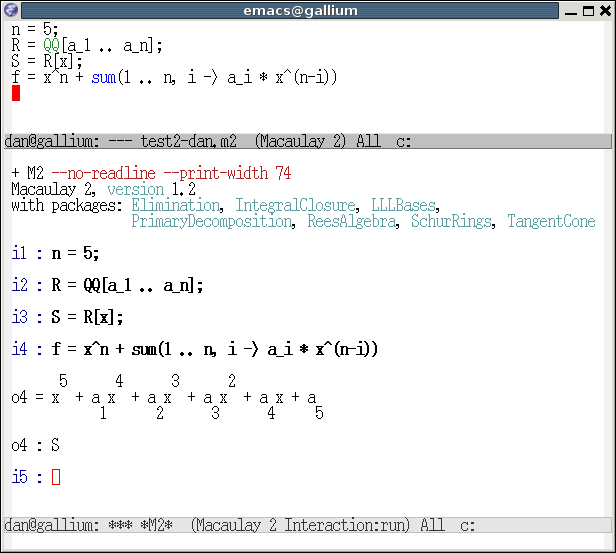 emacs@gallium
n = 5;
R = QQ[a_1 .. a_n];
S = R[x];
f = x^n + sum(1 .. n, i -> a_i * x^(n-i))
dan@gallium: --- test2-dan.m2 (Macaulay 2) All c:
+ M2 --no-readline --print-width 74
Macaulay 2, version 1.2
with packages: Elimination, IntegralClosure, LLLBases,
PrimaryDecomposition, ReesAlgebra, SchurRings, TangentCone
i1 : n = 5;
i2 : R = QQ[a_1 .. a_n];
i3 : S = R[x];
i4 : f = x^n + sum(1 .. n, i -> a_i * x^(n-i))
5 4 3 2
o4 = x + a x + a x + a x + a x + a
1 2 3 4 5
o4 : S
i5 :
dan@gallium: *** *M2* (Macaulay 2 Interaction:run) All c: